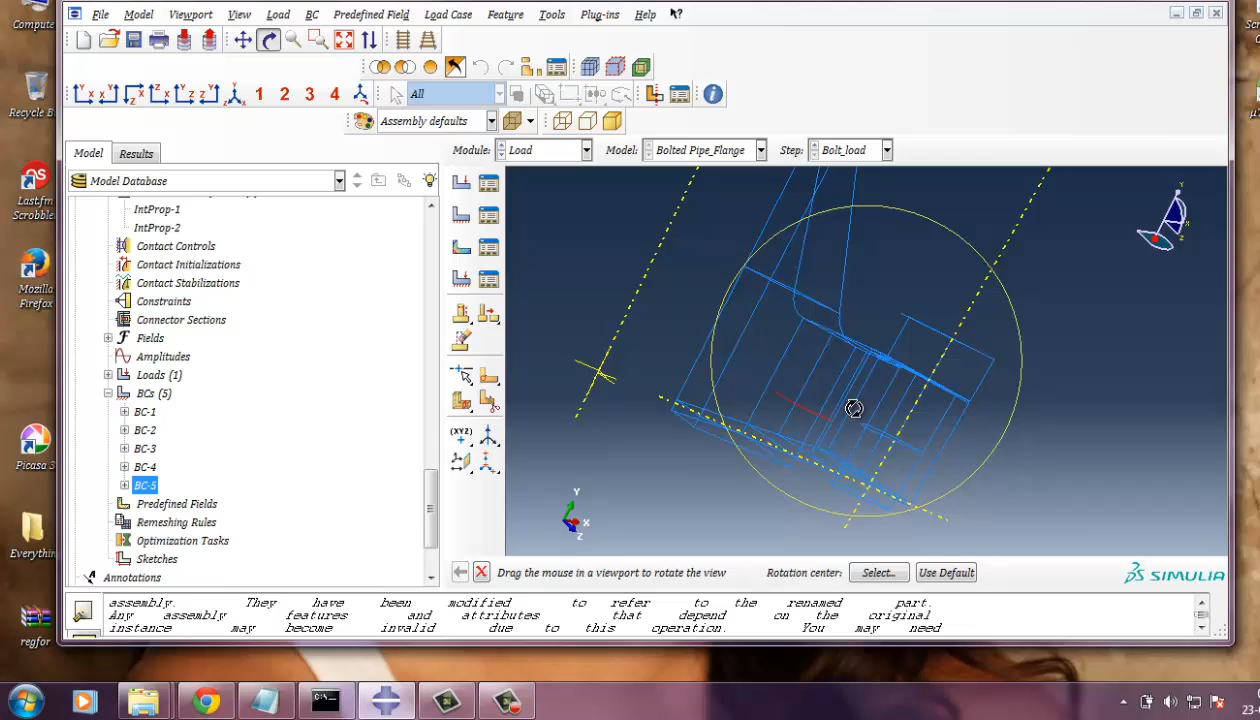 Compute
File Model Viewport View Load BC Predefined Field Load Case Feature Tools Plug-ins Help
1 2 3 4 All
Assembly defaults
Recycle B
Model Results
Module: Load Model: Bolted Pipe_Flange Step: Bolt_load
Model Database
Last.fm
Scrobble
IntProp-1
IntProp-2
Contact Controls
Contact Initializations
Contact Stabilizations
Constraints
Connector Sections
Fields
Amplitudes
Loads (1)
BCs (5)
BC-1
BC-2
BC-3
BC-4
BC-5
Predefined Fields
Remeshing Rules
Optimization Tasks
Sketches
Annotations
Mozilla
Firefox
Picasa 3
Everythin
regfor
(XYZ)
Y
X
Z
Drag the mouse in a viewport to rotate the view Rotation center: Select... Use Default
SIMULIA
assembly. They have been modified to refer to the renamed part.
Any assembly features and attributes that depend on the original
instance may become invalid due to this operation. You may need
C:\.
23-